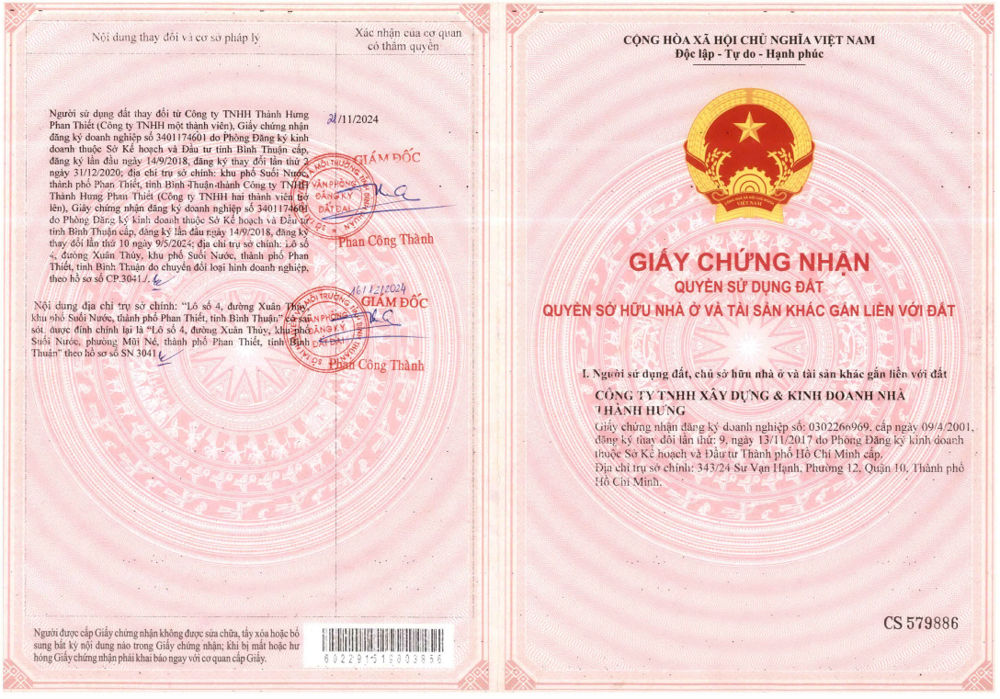 Nội dung thay đổi và cơ sở pháp lý
Xác nhận của cơ quan
có thẩm quyền
Người sử dụng đất thay đổi từ Công ty TNHH Thành Hưng
Phan Thiết (Công ty TNHH một thành viên), Giấy chứng nhận
đăng ký doanh nghiệp số 3401174601 do Phòng Đăng ký kinh
doanh thuộc Sở Kế hoạch và Đầu tư tỉnh Bình Thuận cấp,
đăng ký lần đầu ngày 14/9/2018, đăng ký thay đổi lần thứ 2
ngày 31/12/2020; địa chỉ trụ sở chính: khu phố Suối Nước,
thành phố Phan Thiết, tỉnh Bình Thuận thành Công ty TNHH
Thành Hưng Phan Thiết (Công ty TNHH hai thành viên trở
lên), Giấy chứng nhận đăng ký doanh nghiệp số 3401174601
do Phòng Đăng ký kinh doanh thuộc Sở Kế hoạch và Đầu tư
tỉnh Bình Thuận cấp, đăng ký lần đầu ngày 14/9/2018, đăng ký
thay đổi lần thứ 10 ngày 9/5/2024; địa chỉ trụ sở chính: Lô số
4, đường Xuân Thủy, khu phố Suối Nước, thành phố Phan
Thiết, tỉnh Bình Thuận do chuyển đổi loại hình doanh nghiệp,
theo hồ sơ số CP.3041./.
/11/2024
GIÁM ĐỐC
VĂN PHÒNG
ĐĂNG KÝ
ĐẤT ĐAI
Phan Công Thành
Nội dung địa chỉ trụ sở chính: “Lô số 4, đường Xuân Thủy,
khu phố Suối Nước, thành phố Phan Thiết, tỉnh Bình Thuận” có sai
sót, được đính chính lại là “Lô số 4, đường Xuân Thủy, khu phố
Suối Nước, phường Mũi Né, thành phố Phan Thiết, tỉnh Bình
Thuận” theo hồ sơ số SN 3041
16/12/2024
GIÁM ĐỐC
VĂN PHÒNG
ĐĂNG KÝ
ĐẤT ĐAI
Phan Công Thành
Người được cấp Giấy chứng nhận không được sửa chữa, tẩy xóa hoặc bổ
sung bất kỳ nội dung nào trong Giấy chứng nhận; khi bị mất hoặc hư
hỏng Giấy chứng nhận phải khai báo ngay với cơ quan cấp Giấy.
602291519003856
CỘNG HÒA XÃ HỘI CHỦ NGHĨA VIỆT NAM
Độc lập - Tự do - Hạnh phúc
CỘNG HÒA XÃ HỘI CHỦ NGHĨA
VIỆT NAM
GIẤY CHỨNG NHẬN
QUYỀN SỬ DỤNG ĐẤT
QUYỀN SỞ HỮU NHÀ Ở VÀ TÀI SẢN KHÁC GẮN LIỀN VỚI ĐẤT
I. Người sử dụng đất, chủ sở hữu nhà ở và tài sản khác gắn liền với đất
CÔNG TY TNHH XÂY DỰNG & KINH DOANH NHÀ
THÀNH HƯNG
Giấy chứng nhận đăng ký doanh nghiệp số: 0302266969, cấp ngày 09/4/2001,
đăng ký thay đổi lần thứ: 9, ngày 13/11/2017 do Phòng Đăng ký kinh doanh
thuộc Sở Kế hoạch và Đầu tư Thành phố Hồ Chí Minh cấp.
Địa chỉ trụ sở chính: 343/24 Sư Vạn Hạnh, Phường 12, Quận 10, Thành phố
Hồ Chí Minh.
CS 579886